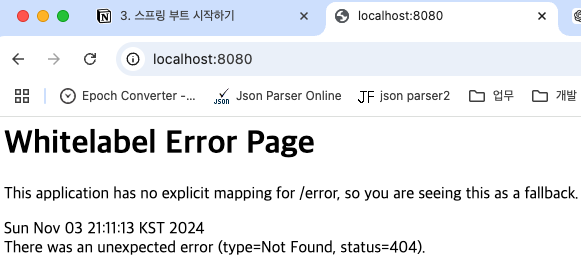 3. 스프링 부트 시작하기
localhost:8080
localhost:8080
Epoch Converter -...
Json Parser Online
json parser2
업무
개발
Whitelabel Error Page
This application has no explicit mapping for /error, so you are seeing this as a fallback.
Sun Nov 03 21:11:13 KST 2024
There was an unexpected error (type=Not Found, status=404).